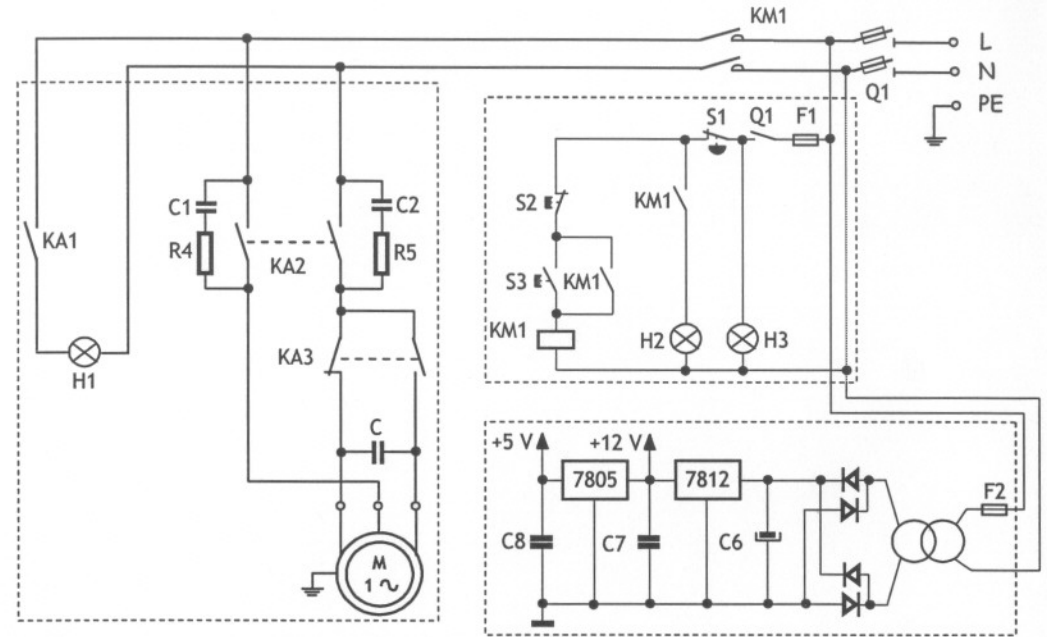 KM1
L
N
Q1
PE
S1 Q1 F1
C1
C2
S2
KM1
KA1
R4
KA2
R5
S3
KM1
KM1
H2
H3
KA3
H1
C
+5 V
+12 V
7805
7812
F2
C8
C7
C6
M
1 ~